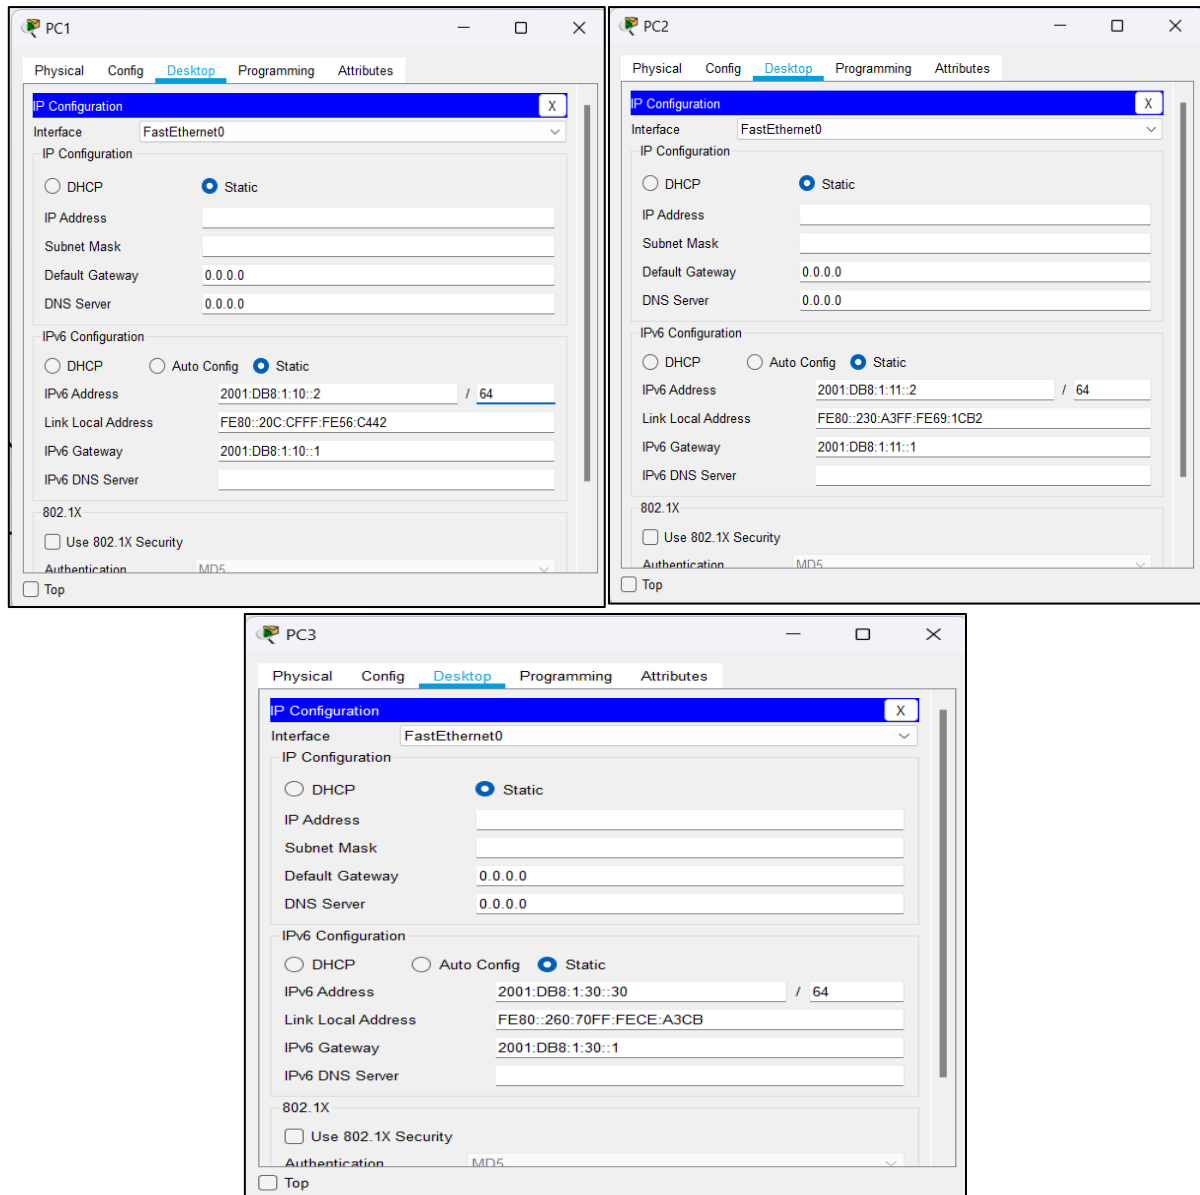 PC1
Physical Config Desktop Programming Attributes
IP Configuration X
Interface FastEthernet0
IP Configuration
DHCP Static
IP Address
Subnet Mask
Default Gateway 0.0.0.0
DNS Server 0.0.0.0
IPv6 Configuration
DHCP Auto Config Static
IPv6 Address 2001:DB8:1:10::2 / 64
Link Local Address FE80::20C:CFFF:FE56:C442
IPv6 Gateway 2001:DB8:1:10::1
IPv6 DNS Server
802.1X
Use 802.1X Security
Authentication MD5
Top
PC2
Physical Config Desktop Programming Attributes
IP Configuration X
Interface FastEthernet0
IP Configuration
DHCP Static
IP Address
Subnet Mask
Default Gateway 0.0.0.0
DNS Server 0.0.0.0
IPv6 Configuration
DHCP Auto Config Static
IPv6 Address 2001:DB8:1:11::2 / 64
Link Local Address FE80::230:A3FF:FE69:1CB2
IPv6 Gateway 2001:DB8:1:11::1
IPv6 DNS Server
802.1X
Use 802.1X Security
Authentication MD5
Top
PC3
Physical Config Desktop Programming Attributes
IP Configuration X
Interface FastEthernet0
IP Configuration
DHCP Static
IP Address
Subnet Mask
Default Gateway 0.0.0.0
DNS Server 0.0.0.0
IPv6 Configuration
DHCP Auto Config Static
IPv6 Address 2001:DB8:1:30::30 / 64
Link Local Address FE80::260:70FF:FECE:A3CB
IPv6 Gateway 2001:DB8:1:30::1
IPv6 DNS Server
802.1X
Use 802.1X Security
Authentication MD5
Top